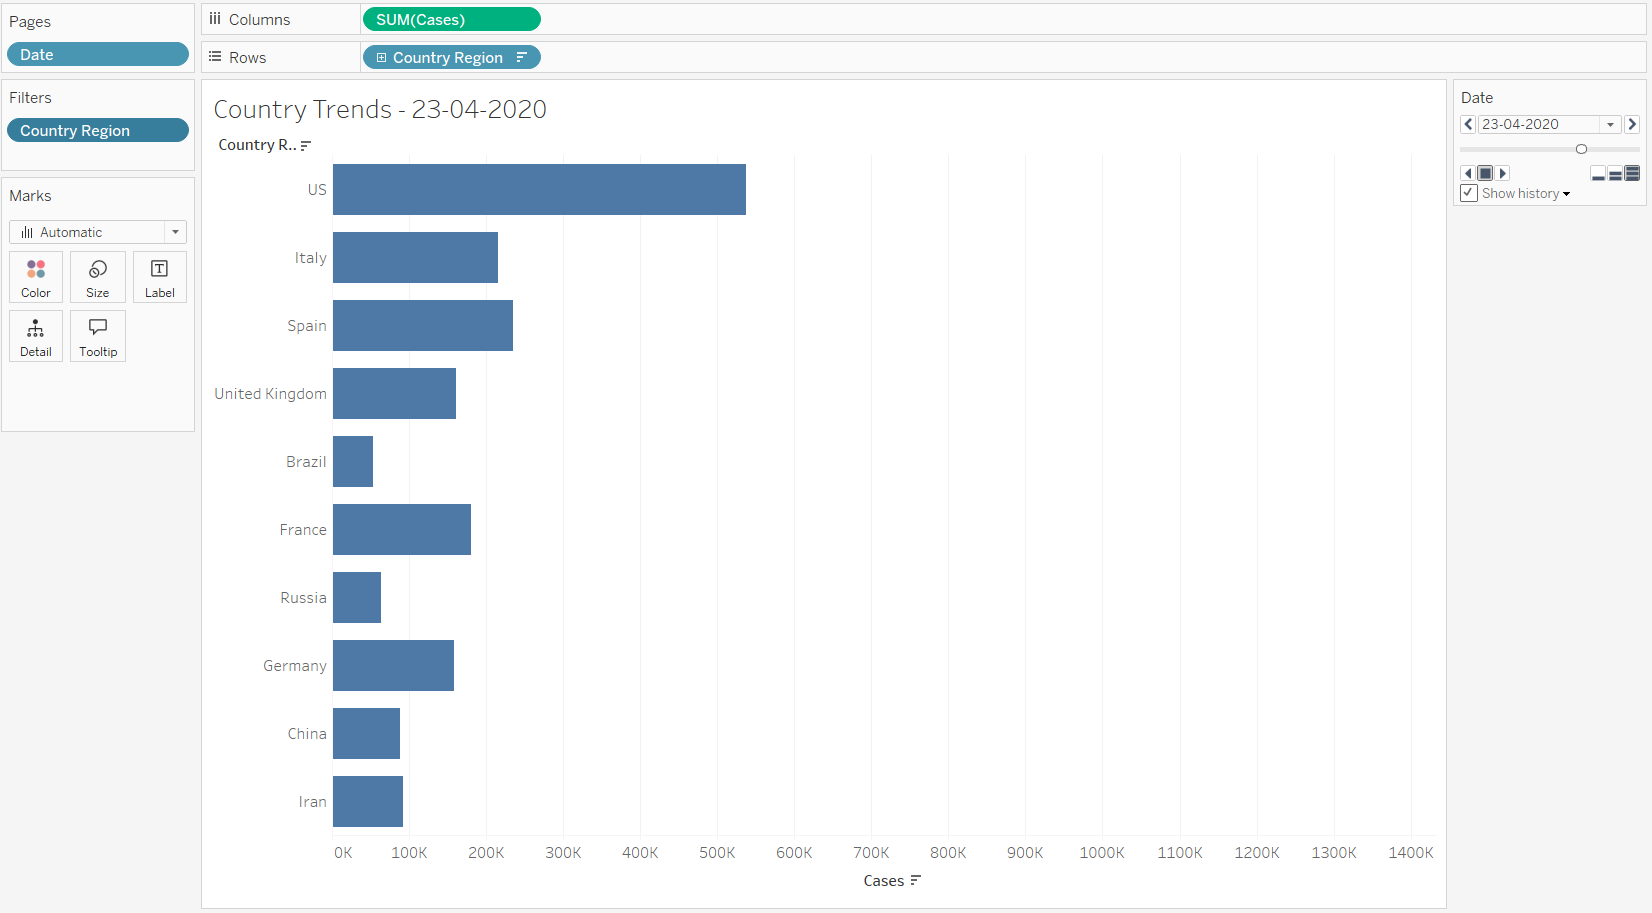 Pages
Date
Filters
Country Region
Marks
Automatic
Color
Size
Label
Detail
Tooltip
Columns
SUM(Cases)
Rows
Country Region
Country Trends - 23-04-2020
Country R..
US
Italy
Spain
United Kingdom
Brazil
France
Russia
Germany
China
Iran
0K 100K 200K 300K 400K 500K 600K 700K 800K 900K 1000K 1100K 1200K 1300K 1400K
Cases
Date
23-04-2020
Show history